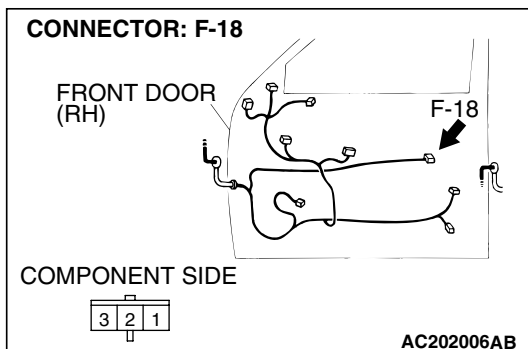 CONNECTOR: F-18
FRONT DOOR
(RH)
F-18
COMPONENT SIDE
3 2 1
AC202006AB